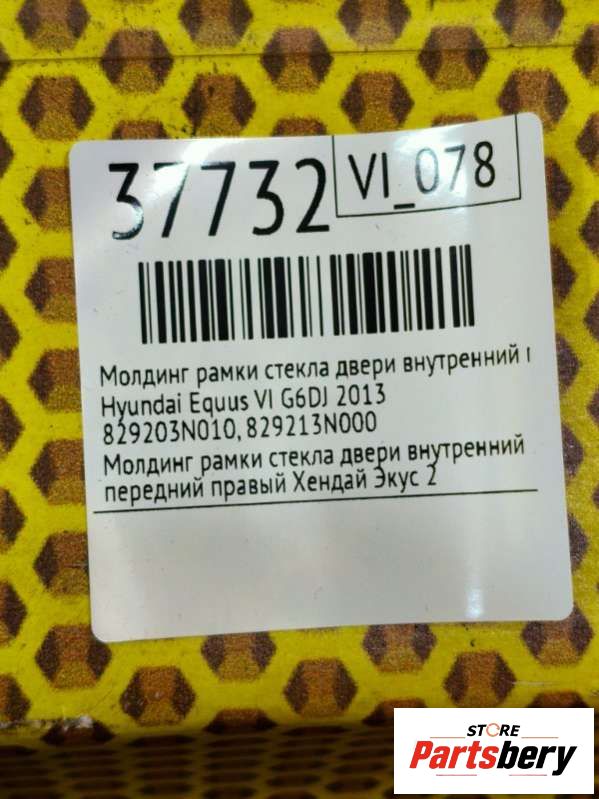 37732
VI_078
Молдинг рамки стекла двери внутренний
Hyundai Equus VI G6DJ 2013
829203N010, 829213N000
Молдинг рамки стекла двери внутренний
передний правый Хендай Экус 2
STORE
Partsbery